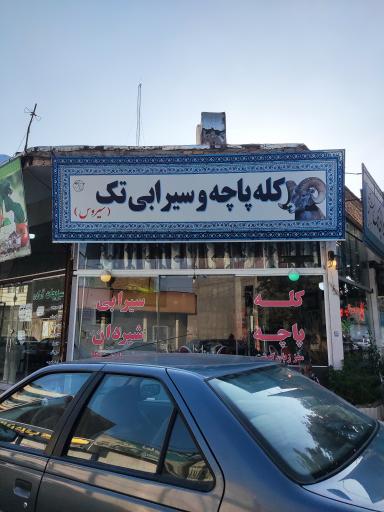 کله پاچه و سیرابی تک
(سیروس)
سیرابی
شیردان
کله
پاچه